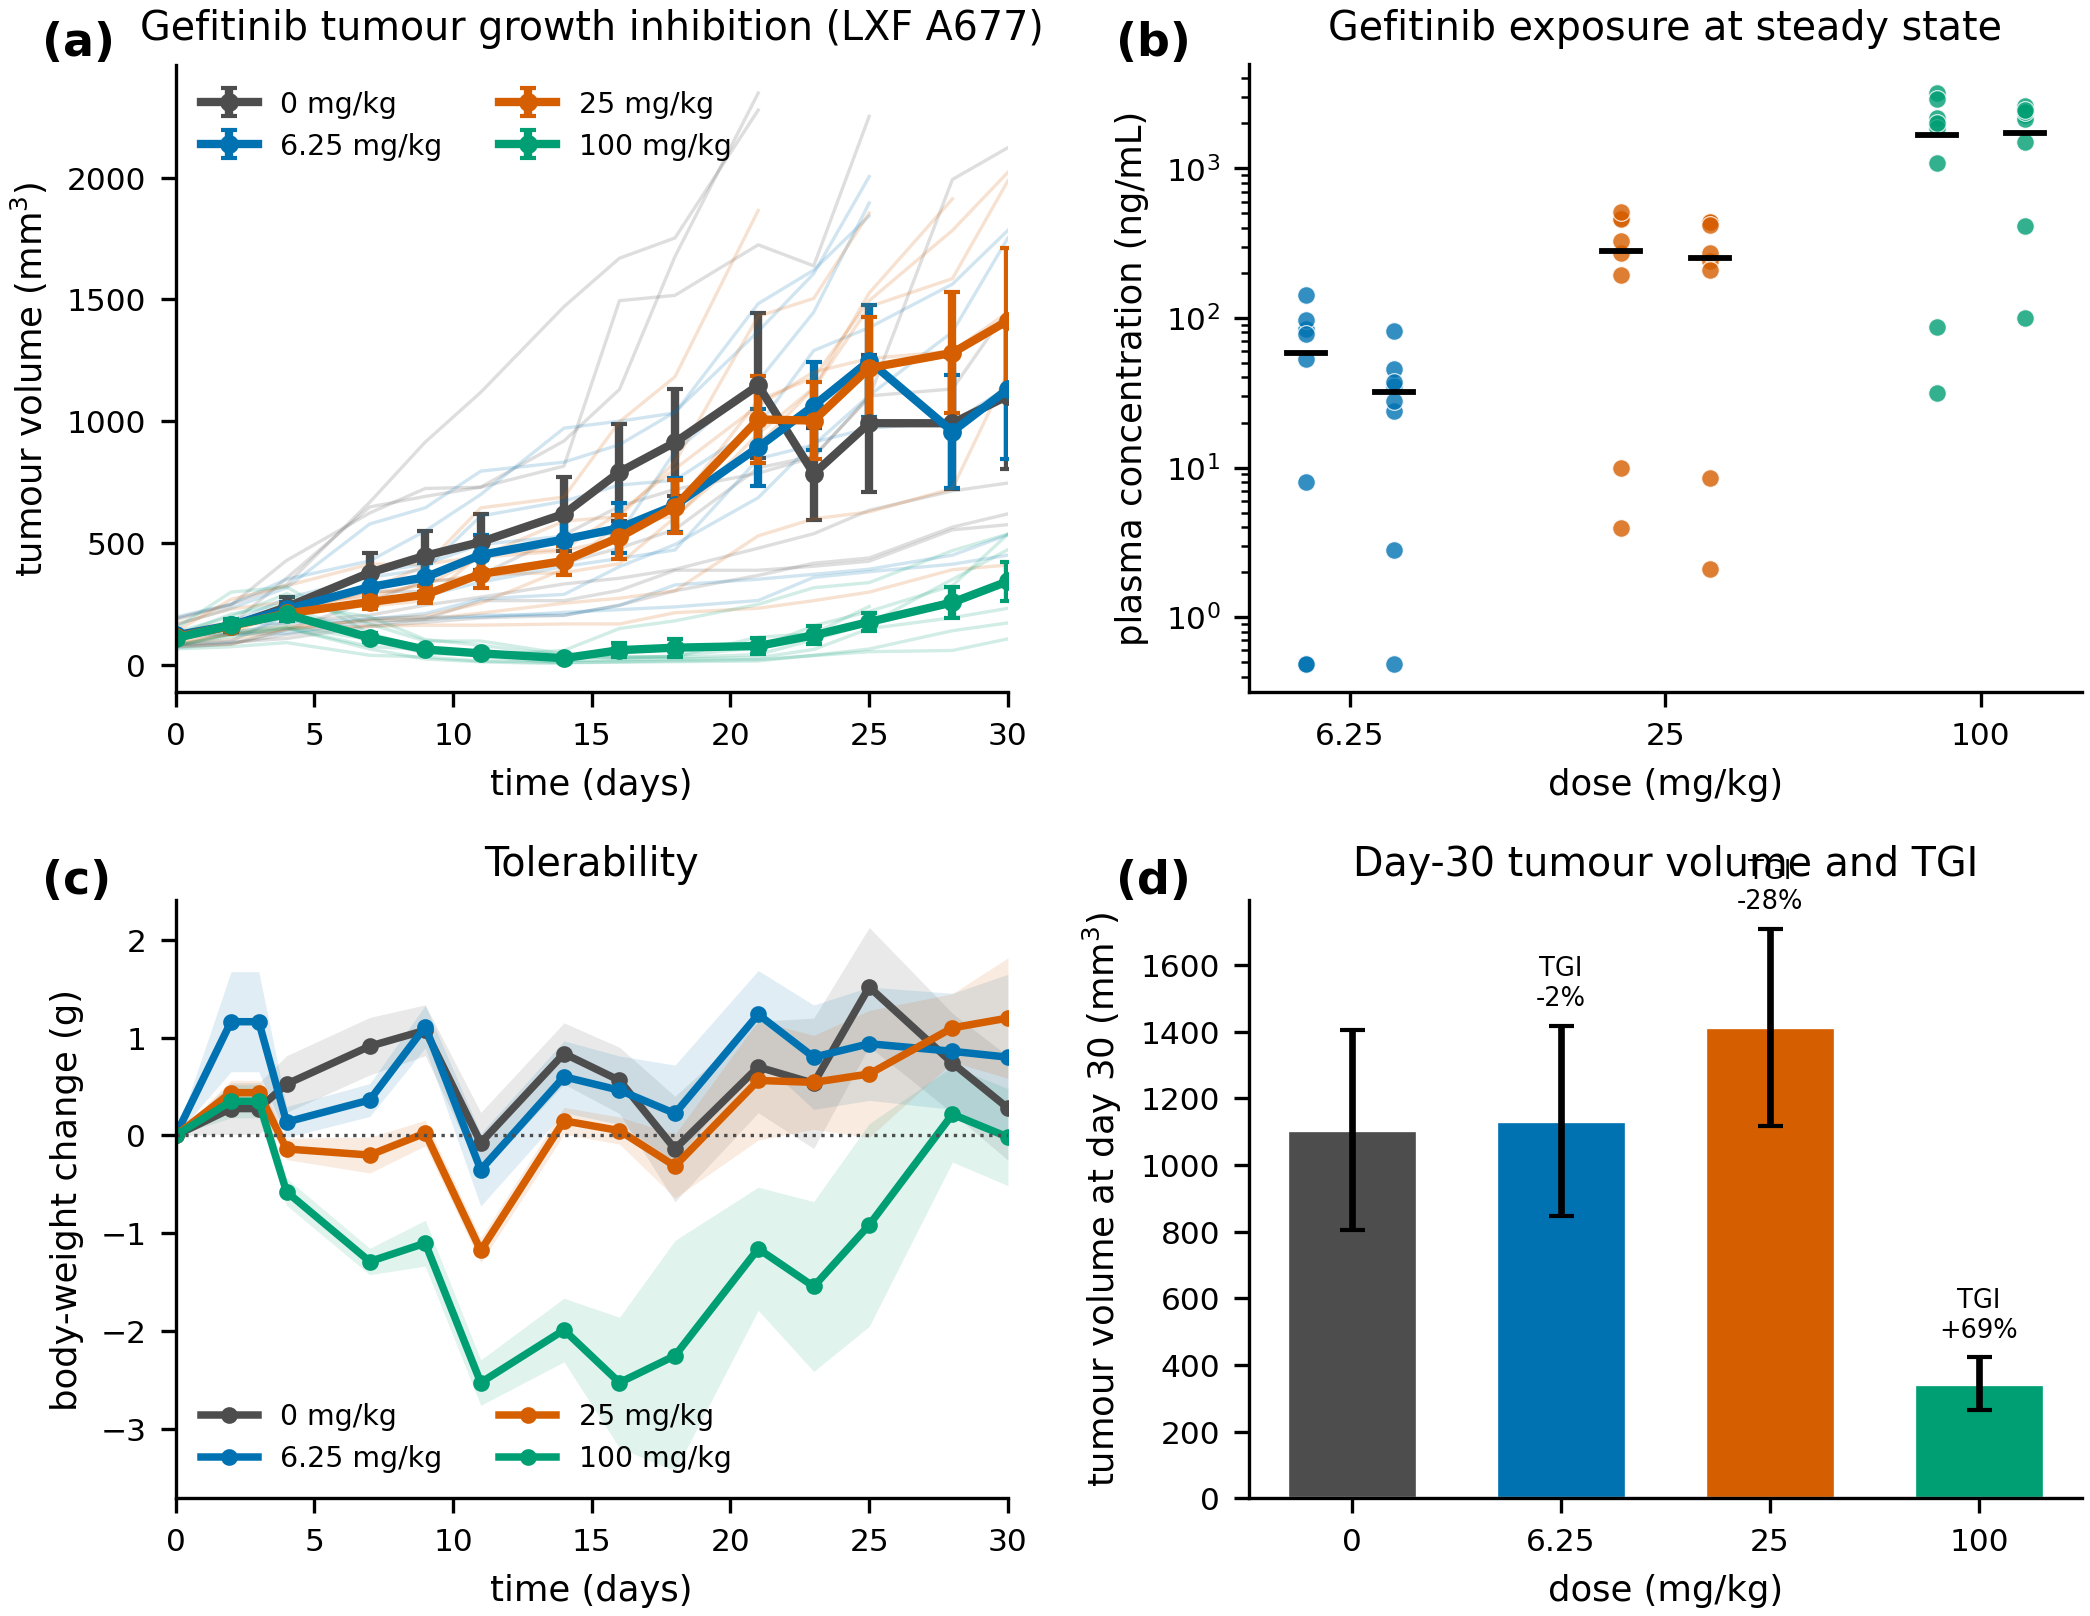 (a) Gefitinib tumour growth inhibition (LXF A677)
0 mg/kg
6.25 mg/kg
25 mg/kg
100 mg/kg
tumour volume (mm³)
2000
1500
1000
500
0
0 5 10 15 20 25 30
time (days)
(b) Gefitinib exposure at steady state
plasma concentration (ng/mL)
10³
10²
10¹
10⁰
6.25 25 100
dose (mg/kg)
(c) Tolerability
body-weight change (g)
2
1
0
−1
−2
−3
0 mg/kg
6.25 mg/kg
25 mg/kg
100 mg/kg
0 5 10 15 20 25 30
time (days)
(d) Day-30 tumour volume and TGI
tumour volume at day 30 (mm³)
1600
1400
1200
1000
800
600
400
200
0
TGI
-2%
TGI
-28%
TGI
+69%
0 6.25 25 100
dose (mg/kg)